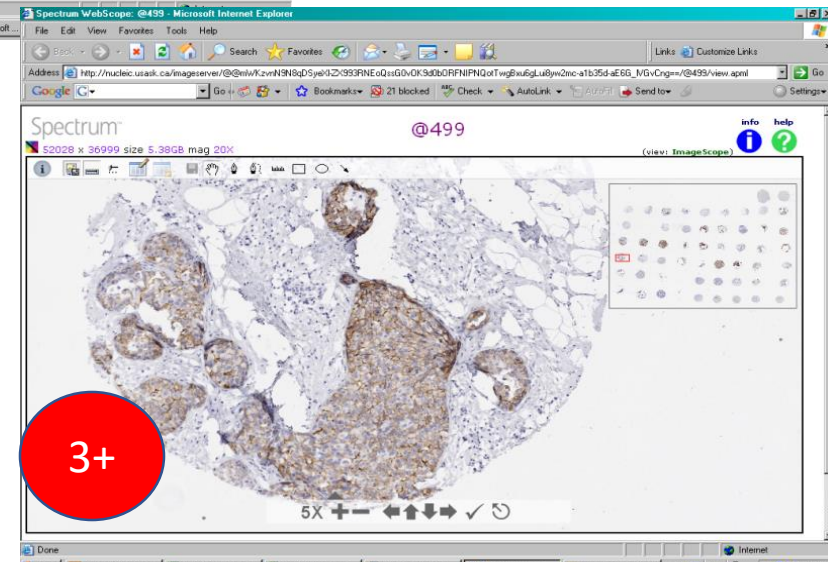 Spectrum WebScope: @499 - Microsoft Internet Explorer
File Edit View Favorites Tools Help
Back Search Favorites Links Customize Links
Address
Go
Google G Go Bookmarks 21 blocked Check AutoLink AutoFill Send to Settings
Spectrum
@499
info help
52028 x 36999 size 5.38GB mag 20X
(view: ImageScope)
3+
5X
Done
Internet